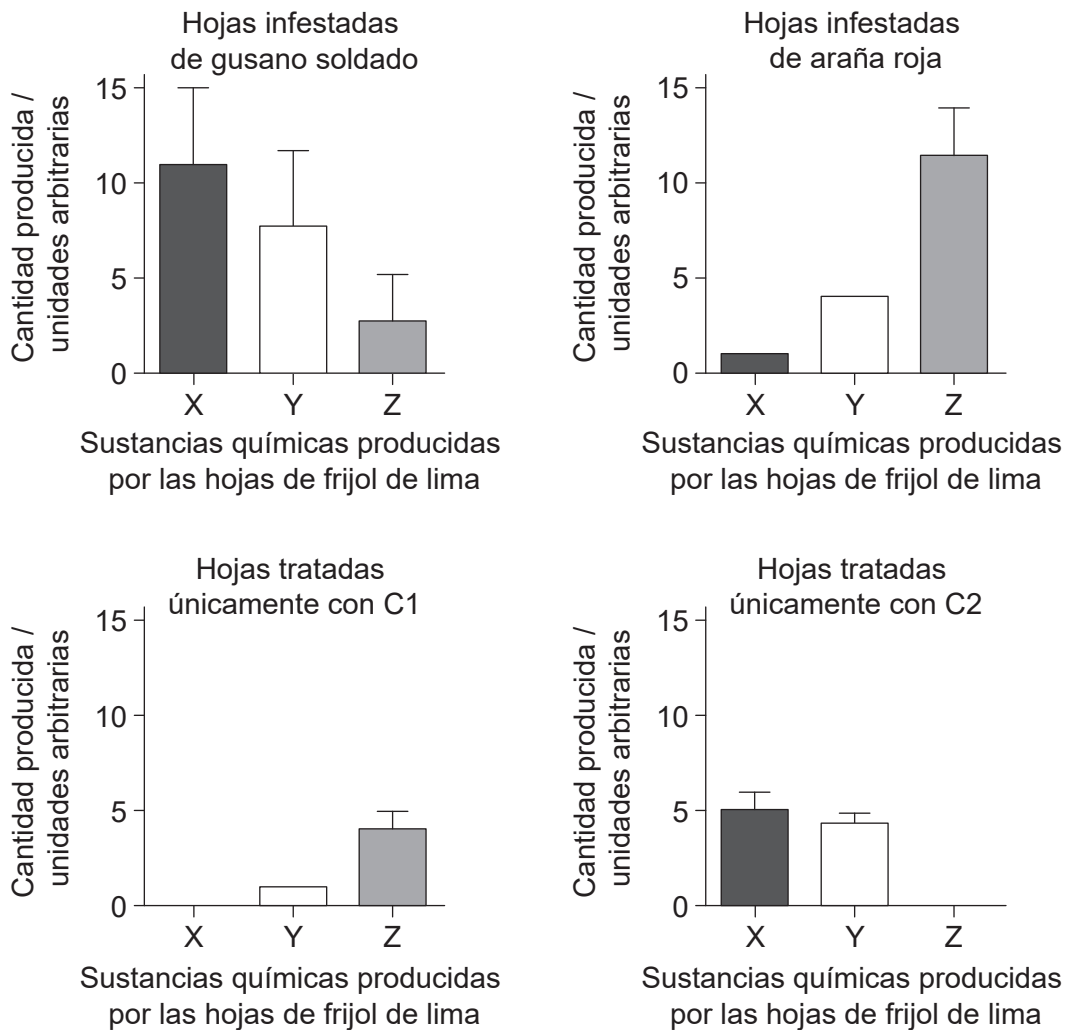 Hojas infestadas
de gusano soldado
Cantidad producida /
unidades arbitrarias
15
10
5
0
X Y Z
Sustancias químicas producidas
por las hojas de frijol de lima
Hojas infestadas
de araña roja
Cantidad producida /
unidades arbitrarias
15
10
5
0
X Y Z
Sustancias químicas producidas
por las hojas de frijol de lima
Hojas tratadas
únicamente con C1
Cantidad producida /
unidades arbitrarias
15
10
5
0
X Y Z
Sustancias químicas producidas
por las hojas de frijol de lima
Hojas tratadas
únicamente con C2
Cantidad producida /
unidades arbitrarias
15
10
5
0
X Y Z
Sustancias químicas producidas
por las hojas de frijol de lima